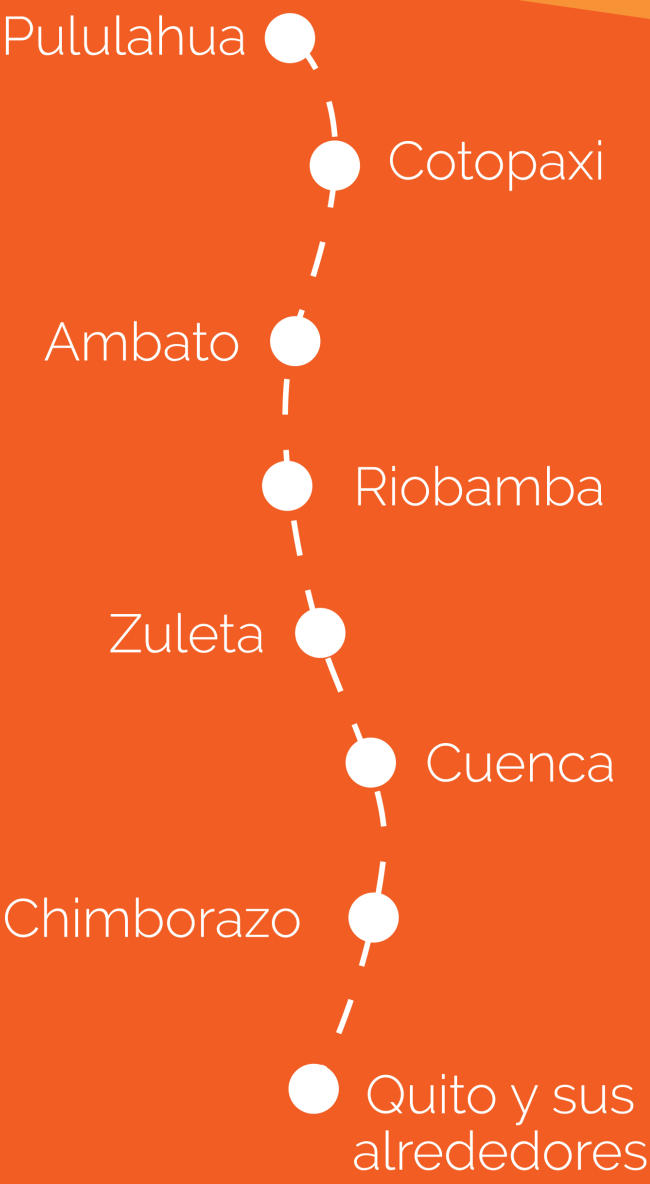 Pululahua
Cotopaxi
Ambato
Riobamba
Zuleta
Cuenca
Chimborazo
Quito y sus
alrededores